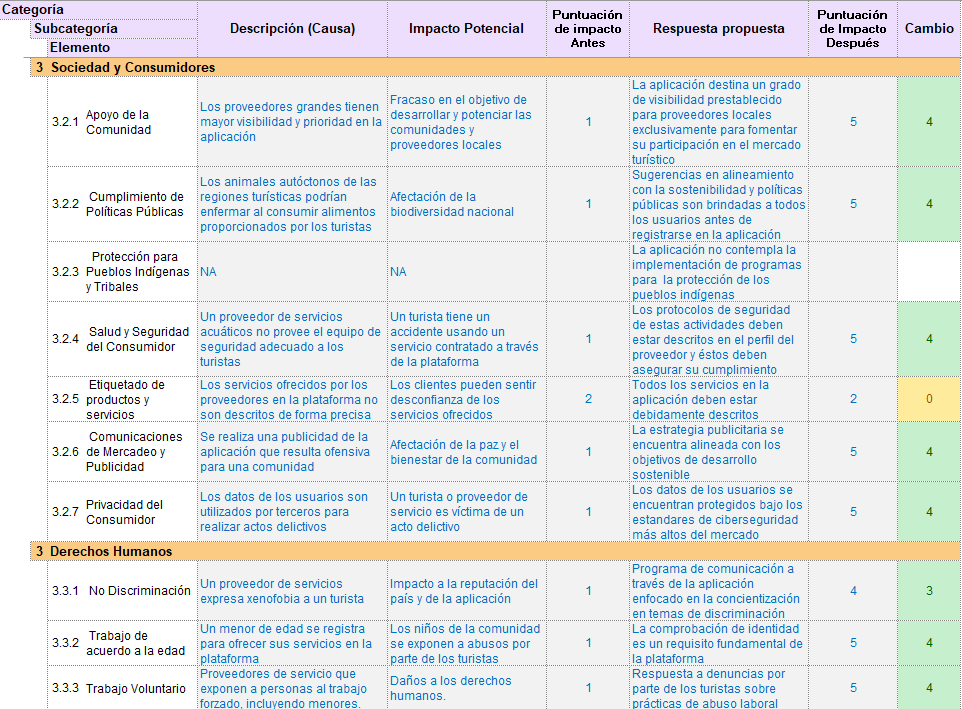 Categoría
Subcategoría
Elemento
Descripción (Causa)
Impacto Potencial
Puntuación
de impacto
Antes
Respuesta propuesta
Puntuación
de Impacto
Después
Cambio
3 Sociedad y Consumidores
3.2.1 Apoyo de la
Comunidad
Los proveedores grandes tienen
mayor visibilidad y prioridad en la
aplicación
Fracaso en el objetivo de
desarrollar y potenciar las
comunidades y
proveedores locales
1
La aplicación destina un grado
de visibilidad prestablecido
para proveedores locales
exclusivamente para fomentar
su participación en el mercado
turístico
5
4
3.2.2 Cumplimiento de
Políticas Públicas
Los animales autóctonos de las
regiones turísticas podrían
enfermar al consumir alimentos
proporcionados por los turistas
Afectación de la
biodiversidad nacional
1
Sugerencias en alineamiento
con la sostenibilidad y políticas
públicas son brindadas a todos
los usuarios antes de
registrarse en la aplicación
5
4
3.2.3 Protección para
Pueblos Indígenas
y Tribales
NA
NA
La aplicación no contempla la
implementación de programas
para la protección de los
pueblos indígenas
3.2.4 Salud y Seguridad
del Consumidor
Un proveedor de servicios
acuáticos no provee el equipo de
seguridad adecuado a los
turistas
Un turista tiene un
accidente usando un
servicio contratado a través
de la plataforma
1
Los protocolos de seguridad
de estas actividades deben
estar descritos en el perfil del
proveedor y éstos deben
asegurar su cumplimiento
5
4
3.2.5 Etiquetado de
productos y
servicios
Los servicios ofrecidos por los
proveedores en la plataforma no
son descritos de forma precisa
Los clientes pueden sentir
desconfianza de los
servicios ofrecidos
2
Todos los servicios en la
aplicación deben estar
debidamente descritos
2
0
3.2.6 Comunicaciones
de Mercadeo y
Publicidad
Se realiza una publicidad de la
aplicación que resulta ofensiva
para una comunidad
Afectación de la paz y el
bienestar de la comunidad
1
La estrategia publicitaria se
encuentra alineada con los
objetivos de desarrollo
sostenible
5
4
3.2.7 Privacidad del
Consumidor
Los datos de los usuarios son
utilizados por terceros para
realizar actos delictivos
Un turista o proveedor de
servicio es víctima de un
acto delictivo
1
Los datos de los usuarios se
encuentran protegidos bajo los
estandares de ciberseguridad
más altos del mercado
5
4
3 Derechos Humanos
3.3.1 No Discriminación
Un proveedor de servicios
expresa xenofobia a un turista
Impacto a la reputación del
país y de la aplicación
1
Programa de comunicación a
través de la aplicación
enfocado en la concientización
en temas de discriminación
4
3
3.3.2 Trabajo de
acuerdo a la edad
Un menor de edad se registra
para ofrecer sus servicios en la
plataforma
Los niños de la comunidad
se exponen a abusos por
parte de los turistas
1
La comprobación de identidad
es un requisito fundamental de
la plataforma
5
4
3.3.3 Trabajo Voluntario
Proveedores de servicio que
exponen a personas al trabajo
forzado, incluyendo menores.
Daños a los derechos
humanos.
1
Respuesta a denuncias por
parte de los turistas sobre
prácticas de abuso laboral
5
4